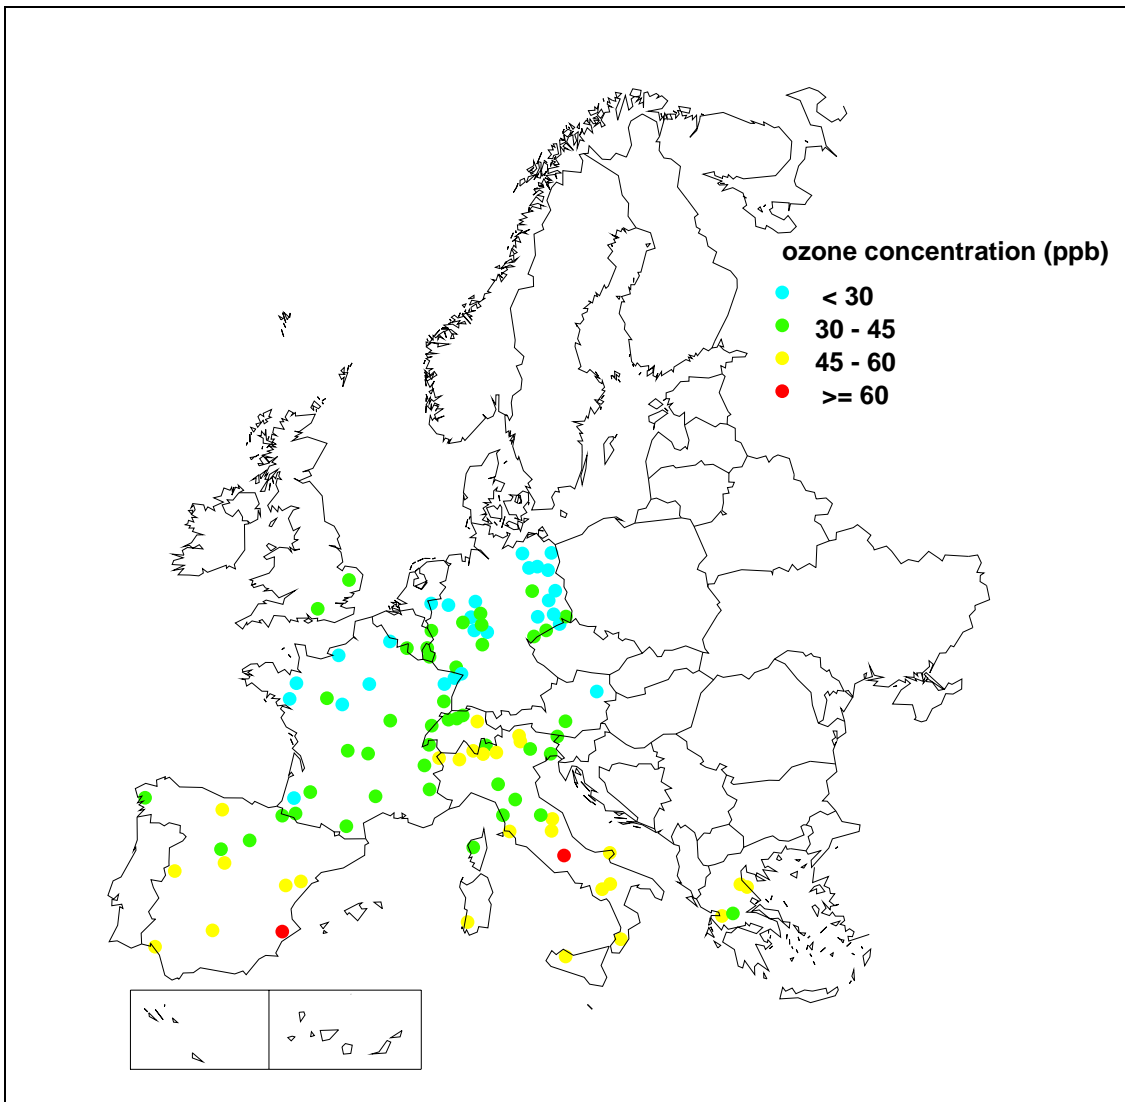 ozone concentration (ppb)
< 30
30 - 45
45 - 60
>= 60